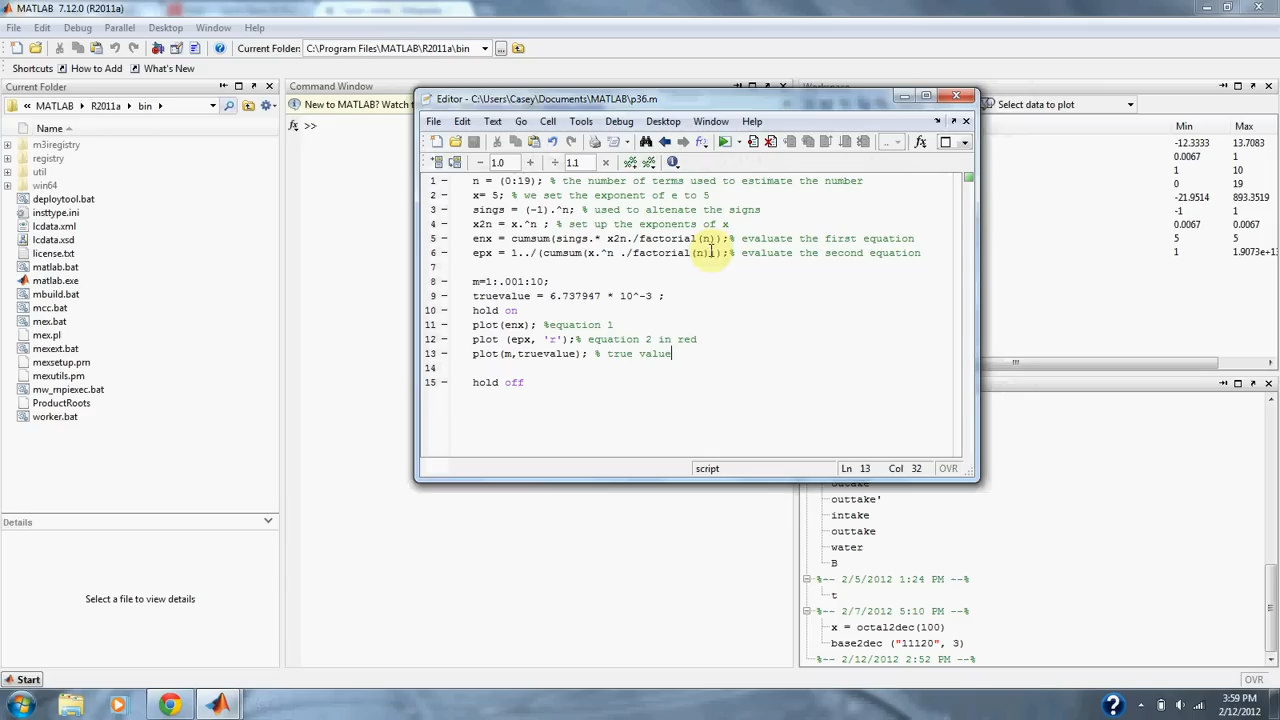 MATLAB 7.12.0 (R2011a)
File Edit Debug Parallel Desktop Window Help
Current Folder: C:\Program Files\MATLAB\R2011a\bin
Shortcuts How to Add What's New
Current Folder
MATLAB R2011a bin
Name
m3iregistry
registry
util
win64
deploytool.bat
insttype.ini
lcdata.xml
lcdata.xsd
license.txt
matlab.bat
matlab.exe
mbuild.bat
mcc.bat
mex.bat
mex.pl
mexext.bat
mexsetup.pm
mexutils.pm
mw_mpiexec.bat
ProductRoots
worker.bat
Details
Select a file to view details
Command Window
New to MATLAB? Watch t
fx >>
Editor - C:\Users\Casey\Documents\MATLAB\p36.m
File Edit Text Go Cell Tools Debug Desktop Window Help
1.0 1.1
1 n = (0:19); % the number of terms used to estimate the number
2 x= 5; % we set the exponent of e to 5
3 sings = (-1).^n; % used to altenate the signs
4 x2n = x.^n ; % set up the exponents of x
5 enx = cumsum(sings.* x2n./factorial(n));% evaluate the first equation
6 epx = 1../(cumsum(x.^n ./factorial(n)));% evaluate the second equation
7
8 m=1:.001:10;
9 truevalue = 6.737947 * 10^-3 ;
10 hold on
11 plot(enx); %equation 1
12 plot (epx, 'r');% equation 2 in red
13 plot(m,truevalue); % true value
14
15 hold off
script Ln 13 Col 32 OVR
Workspace
Select data to plot
Min Max
-12.3333 13.7083
0.0067 1
1 10
0 19
-21.9514 893.3519
-1 1
5 5
1 1.9073e+1
outake
outtake'
intake
outtake
water
B
%-- 2/5/2012 1:24 PM --%
t
%-- 2/7/2012 5:10 PM --%
x = octal2dec(100)
base2dec ("11120", 3)
%-- 2/12/2012 2:52 PM --%
Start OVR
3:59 PM
2/12/2012